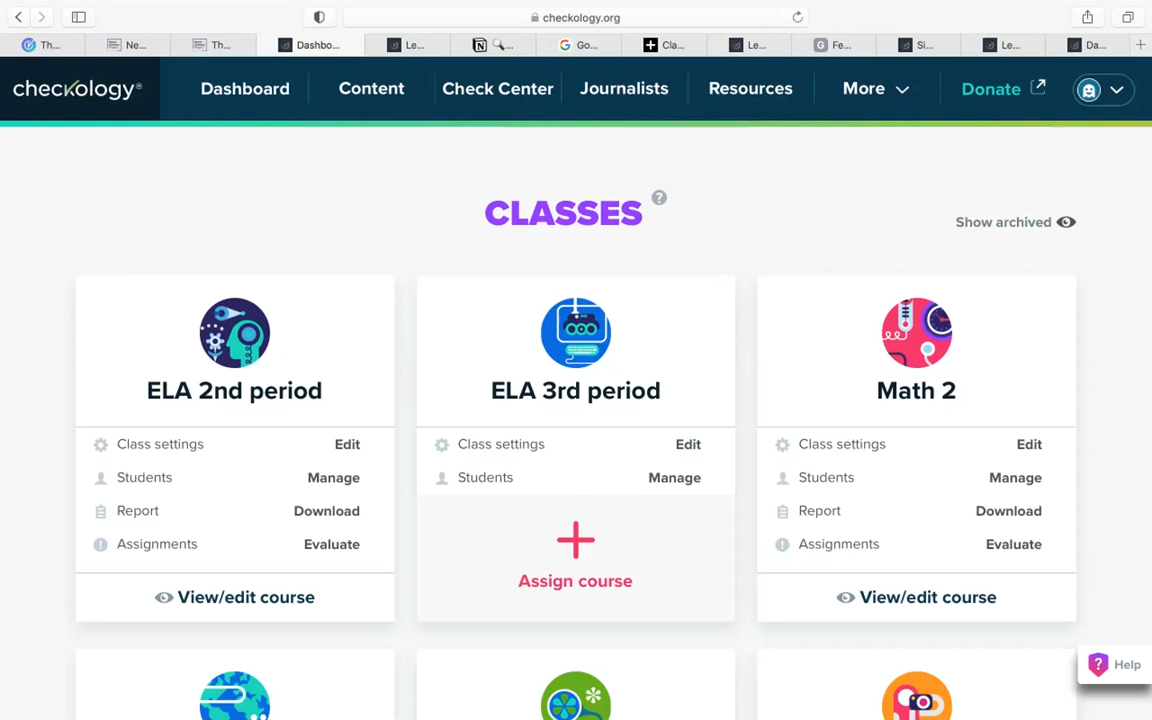 checkology.org
Th...
Ne...
Th...
Dashbo...
Le...
...
Go...
Cla...
Le...
Fe...
Si...
Le...
Da...
checkology®
Dashboard
Content
Check Center
Journalists
Resources
More
Donate
CLASSES ?
Show archived
ELA 2nd period
Class settings Edit
Students Manage
Report Download
Assignments Evaluate
View/edit course
ELA 3rd period
Class settings Edit
Students Manage
+
Assign course
Math 2
Class settings Edit
Students Manage
Report Download
Assignments Evaluate
View/edit course
? Help